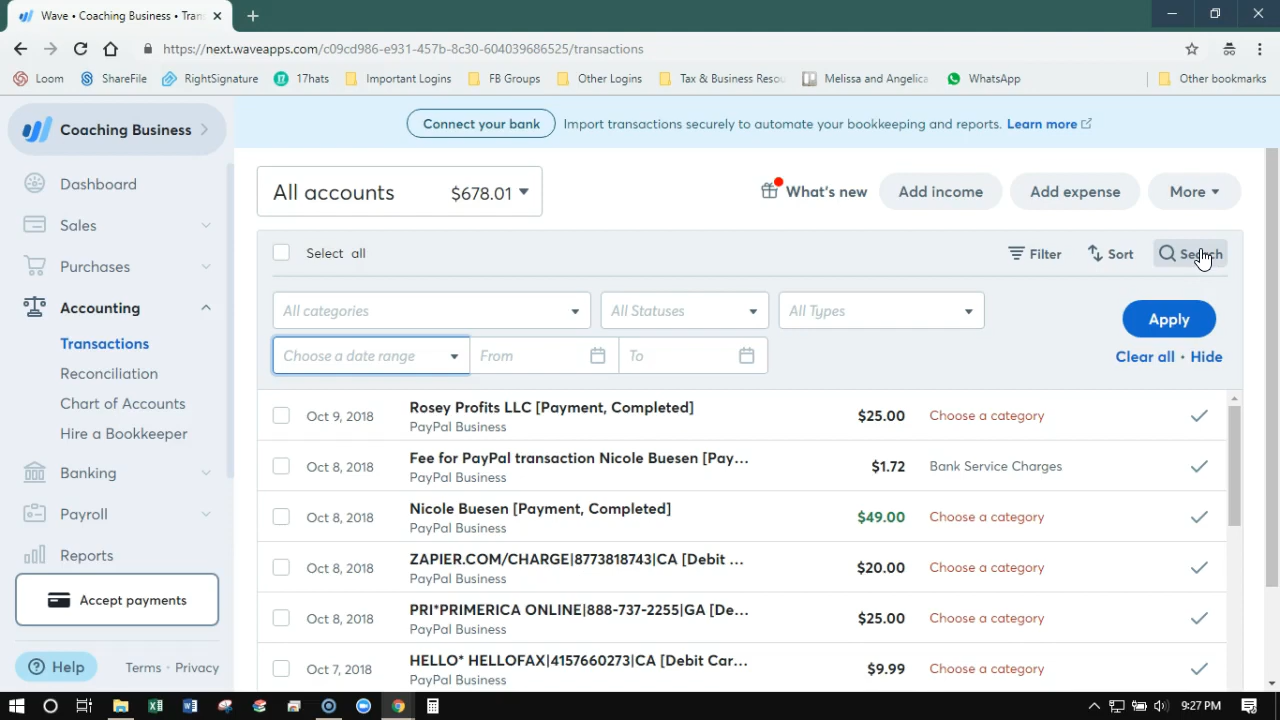 Wave • Coaching Business • Tran
https://next.waveapps.com/c09cd986-e931-457b-8c30-604039686525/transactions
Loom ShareFile RightSignature 17hats Important Logins FB Groups Other Logins Tax & Business Resou Melissa and Angelica WhatsApp Other bookmarks
Coaching Business
Connect your bank Import transactions securely to automate your bookkeeping and reports. Learn more
Dashboard
Sales
Purchases
Accounting
Transactions
Reconciliation
Chart of Accounts
Hire a Bookkeeper
Banking
Payroll
Reports
Accept payments
Help Terms · Privacy
All accounts $678.01
What's new Add income Add expense More
Select all Filter Sort Search
All categories All Statuses All Types
Apply
Choose a date range From To
Clear all • Hide
Oct 9, 2018 Rosey Profits LLC [Payment, Completed] $25.00 Choose a category
PayPal Business
Oct 8, 2018 Fee for PayPal transaction Nicole Buesen [Pay... $1.72 Bank Service Charges
PayPal Business
Oct 8, 2018 Nicole Buesen [Payment, Completed] $49.00 Choose a category
PayPal Business
Oct 8, 2018 ZAPIER.COM/CHARGE|8773818743|CA [Debit ... $20.00 Choose a category
PayPal Business
Oct 8, 2018 PRI*PRIMERICA ONLINE|888-737-2255|GA [De... $25.00 Choose a category
PayPal Business
Oct 7, 2018 HELLO* HELLOFAX|4157660273|CA [Debit Car... $9.99 Choose a category
PayPal Business
9:27 PM